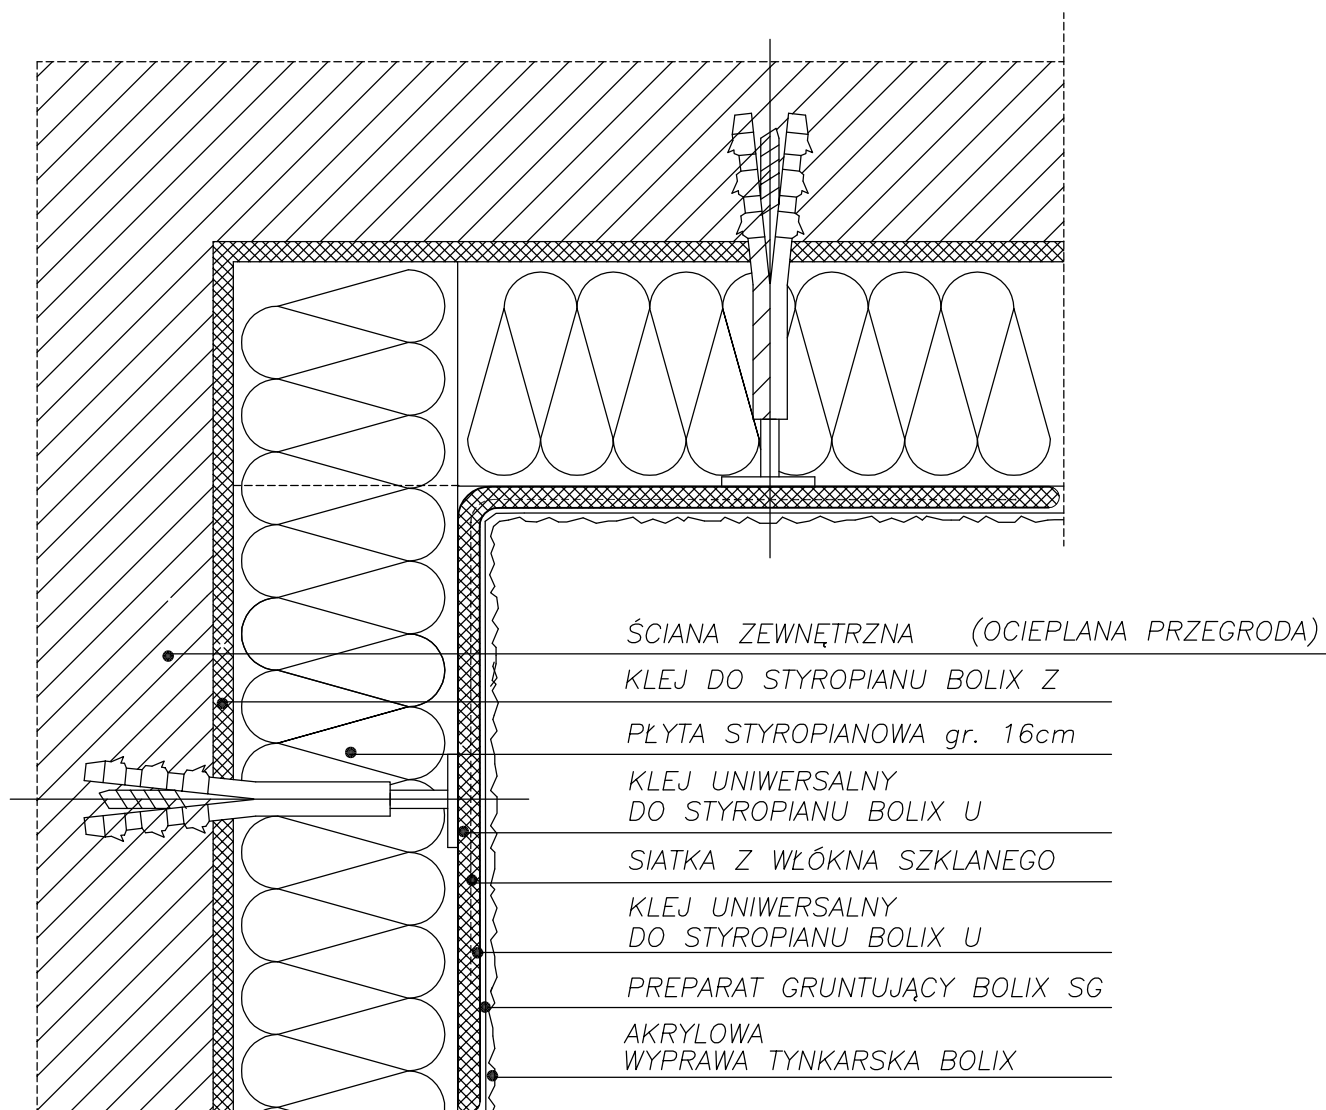 ŚCIANA ZEWNĘTRZNA (OCIEPLANA PRZEGRODA)
KLEJ DO STYROPIANU BOLIX Z
PŁYTA STYROPIANOWA gr. 16cm
KLEJ UNIWERSALNY
DO STYROPIANU BOLIX U
SIATKA Z WŁÓKNA SZKLANEGO
KLEJ UNIWERSALNY
DO STYROPIANU BOLIX U
PREPARAT GRUNTUJĄCY BOLIX SG
AKRYLOWA
WYPRAWA TYNKARSKA BOLIX